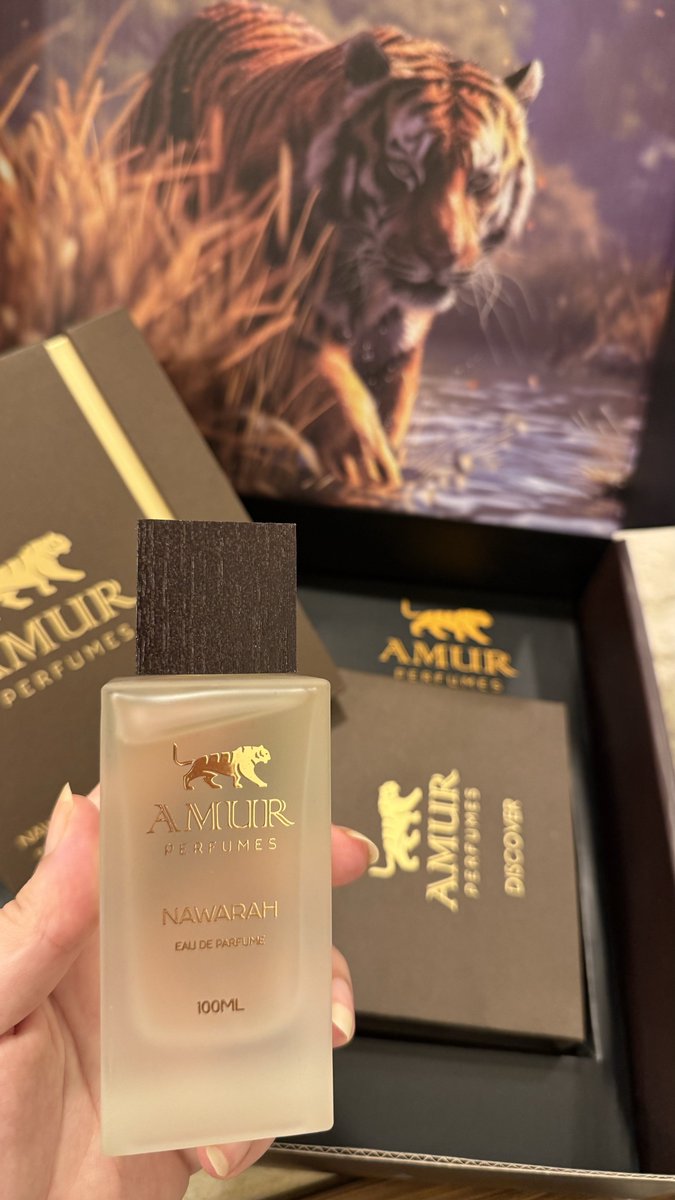 AMUR
PERFUMES
AMUR
PERFUMES
AMUR
PERFUMES
DISCOVER
AMUR
PERFUMES
NAWARAH
EAU DE PARFUME
100ML